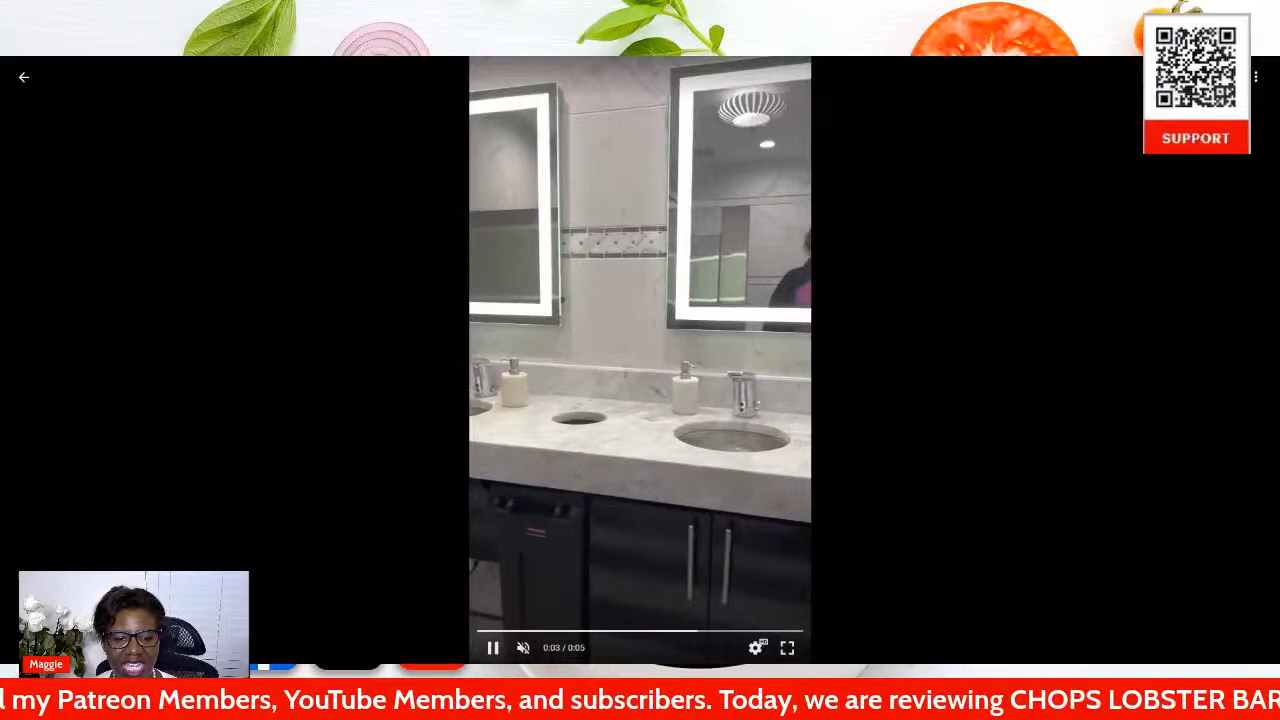 SUPPORT
0:03 / 0:05
HD
Maggie
l my Patreon Members, YouTube Members, and subscribers. Today, we are reviewing CHOPS LOBSTER BAR